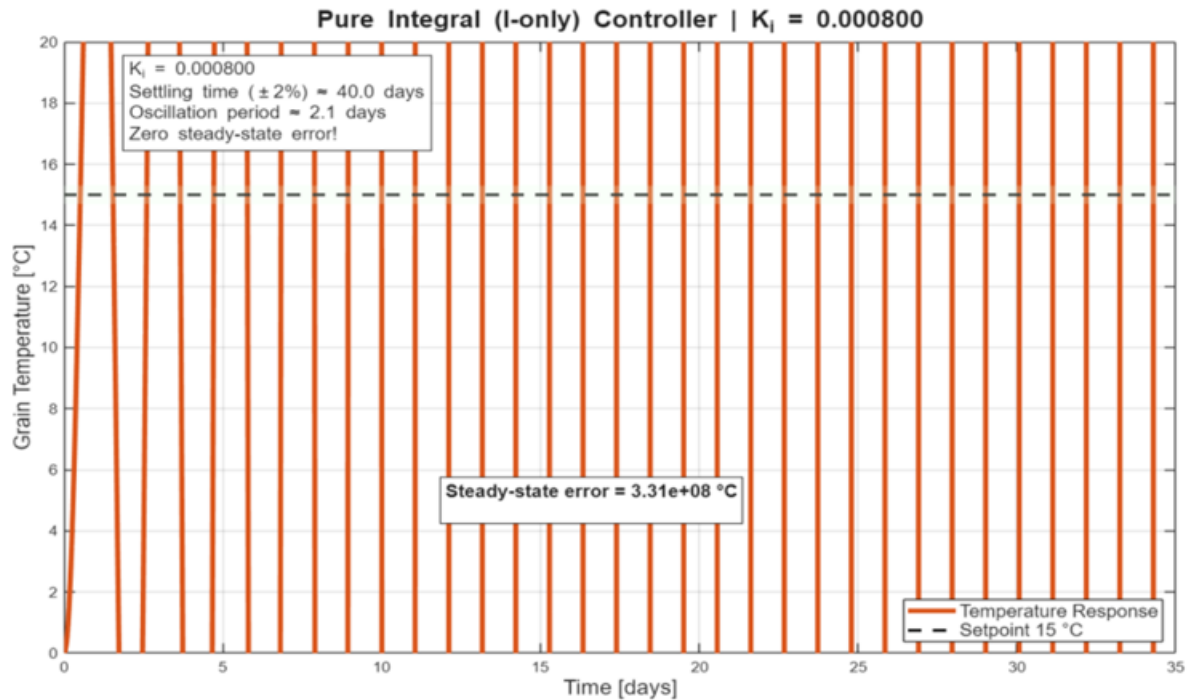 Pure Integral (I-only) Controller | Kᵢ = 0.000800
Kᵢ = 0.000800
Settling time (±2%) ≈ 40.0 days
Oscillation period ≈ 2.1 days
Zero steady-state error!
20
18
16
14
12
10
8
6
4
2
0
Grain Temperature [°C]
Steady-state error = 3.31e+08 °C
Temperature Response
Setpoint 15 °C
0 5 10 15 20 25 30 35
Time [days]